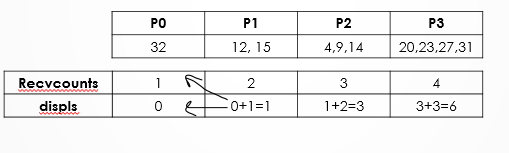 P0 P1 P2 P3
32 12, 15 4,9,14 20,23,27,31
Recvcounts 1 2 3 4
displs 0 0+1=1 1+2=3 3+3=6